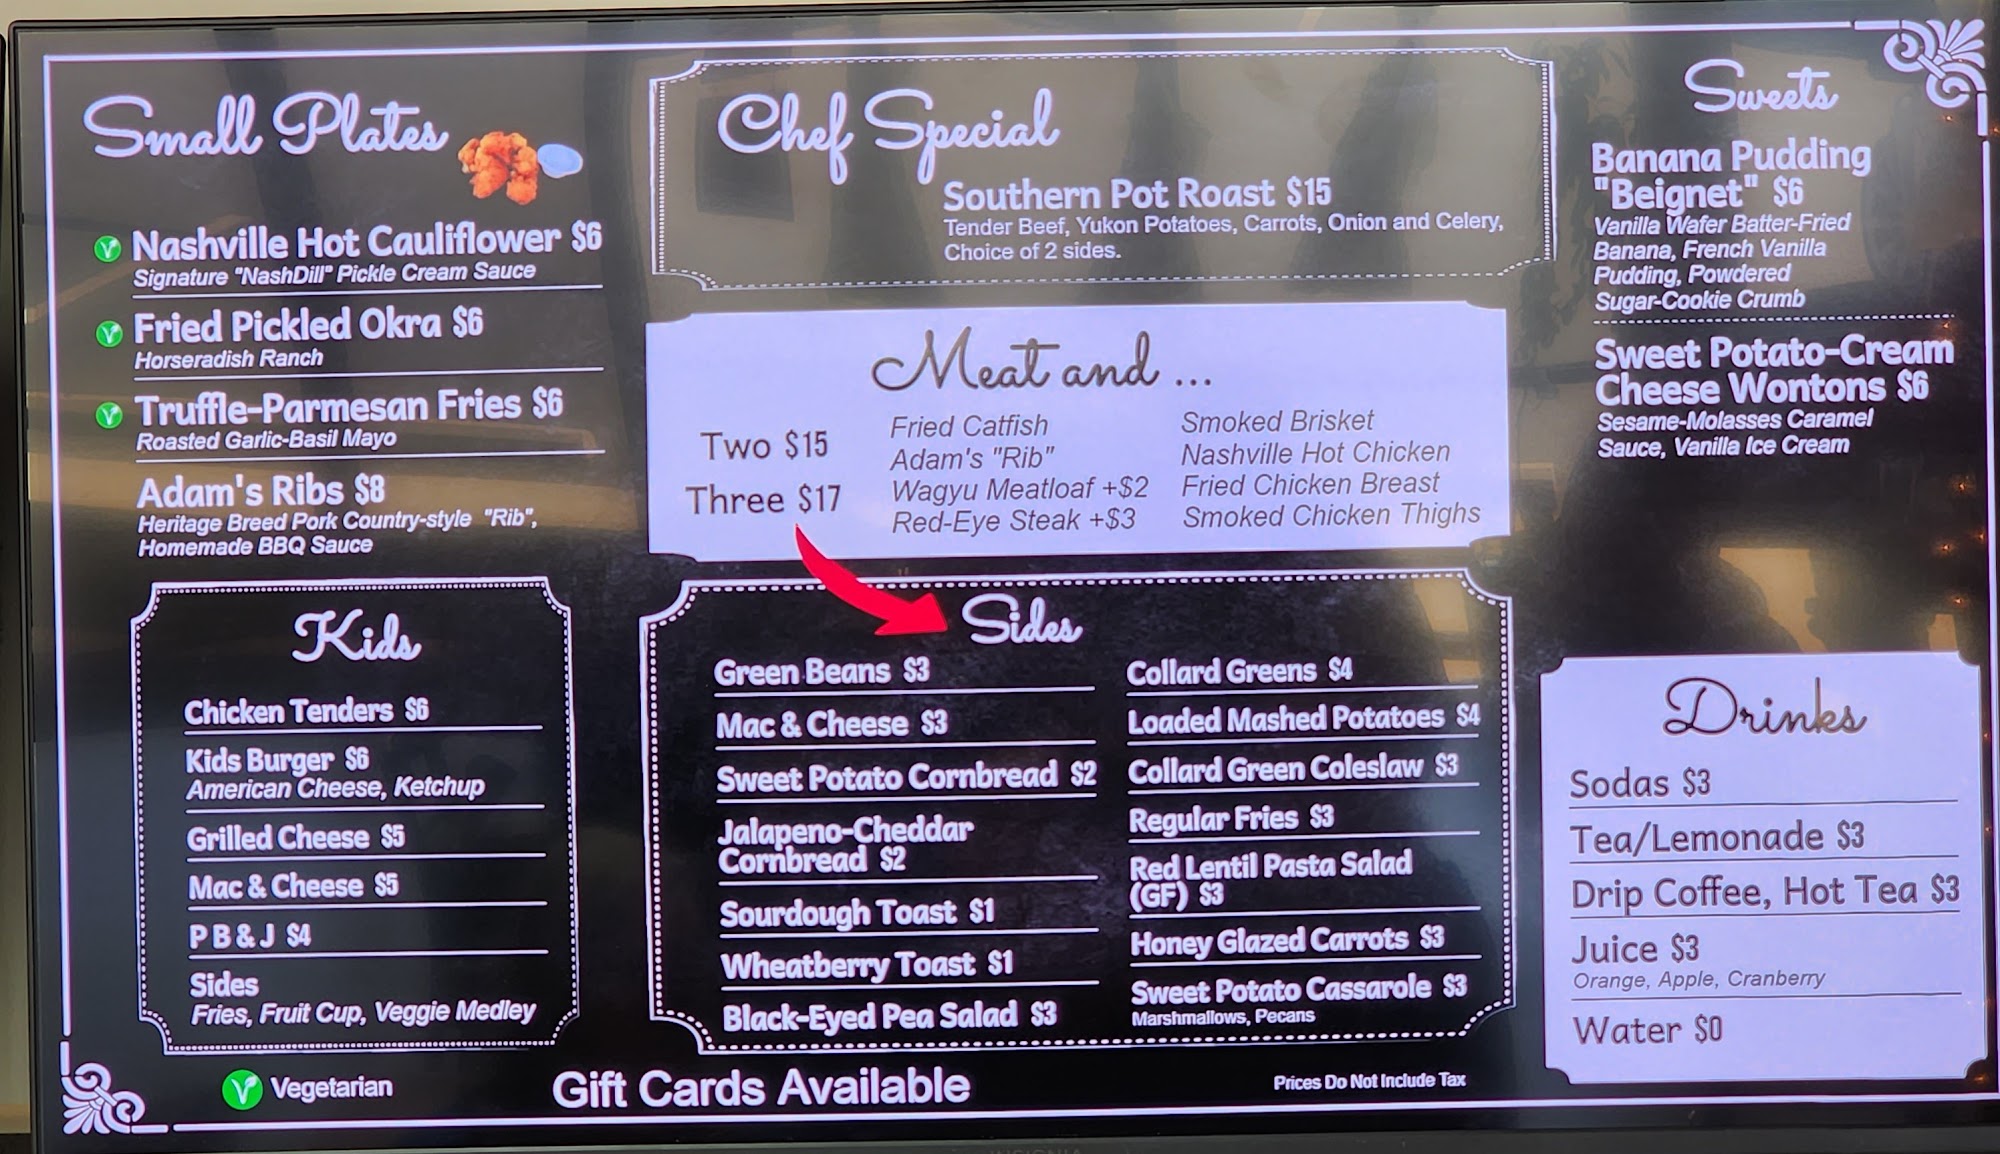 Small Plates
Nashville Hot Cauliflower $6
Signature "NashDill" Pickle Cream Sauce
Fried Pickled Okra $6
Horseradish Ranch
Truffle-Parmesan Fries $6
Roasted Garlic-Basil Mayo
Adam's Ribs $8
Heritage Breed Pork Country-style "Rib",
Homemade BBQ Sauce
Kids
Chicken Tenders $6
Kids Burger $6
American Cheese, Ketchup
Grilled Cheese $5
Mac & Cheese $5
P B & J $4
Sides
Fries, Fruit Cup, Veggie Medley
V Vegetarian
Chef Special
Southern Pot Roast $15
Tender Beef, Yukon Potatoes, Carrots, Onion and Celery,
Choice of 2 sides.
Meat and ...
Two $15
Three $17
Fried Catfish
Adam's "Rib"
Wagyu Meatloaf +$2
Red-Eye Steak +$3
Smoked Brisket
Nashville Hot Chicken
Fried Chicken Breast
Smoked Chicken Thighs
Sides
Green Beans $3
Mac & Cheese $3
Sweet Potato Cornbread $2
Jalapeno-Cheddar
Cornbread $2
Sourdough Toast $1
Wheatberry Toast $1
Black-Eyed Pea Salad $3
Collard Greens $4
Loaded Mashed Potatoes $4
Collard Green Coleslaw $3
Regular Fries $3
Red Lentil Pasta Salad
(GF) $3
Honey Glazed Carrots $3
Sweet Potato Cassarole $3
Marshmallows, Pecans
Gift Cards Available
Prices Do Not Include Tax
Sweets
Banana Pudding
"Beignet" $6
Vanilla Wafer Batter-Fried
Banana, French Vanilla
Pudding, Powdered
Sugar-Cookie Crumb
Sweet Potato-Cream
Cheese Wontons $6
Sesame-Molasses Caramel
Sauce, Vanilla Ice Cream
Drinks
Sodas $3
Tea/Lemonade $3
Drip Coffee, Hot Tea $3
Juice $3
Orange, Apple, Cranberry
Water $0
INSIGNIA